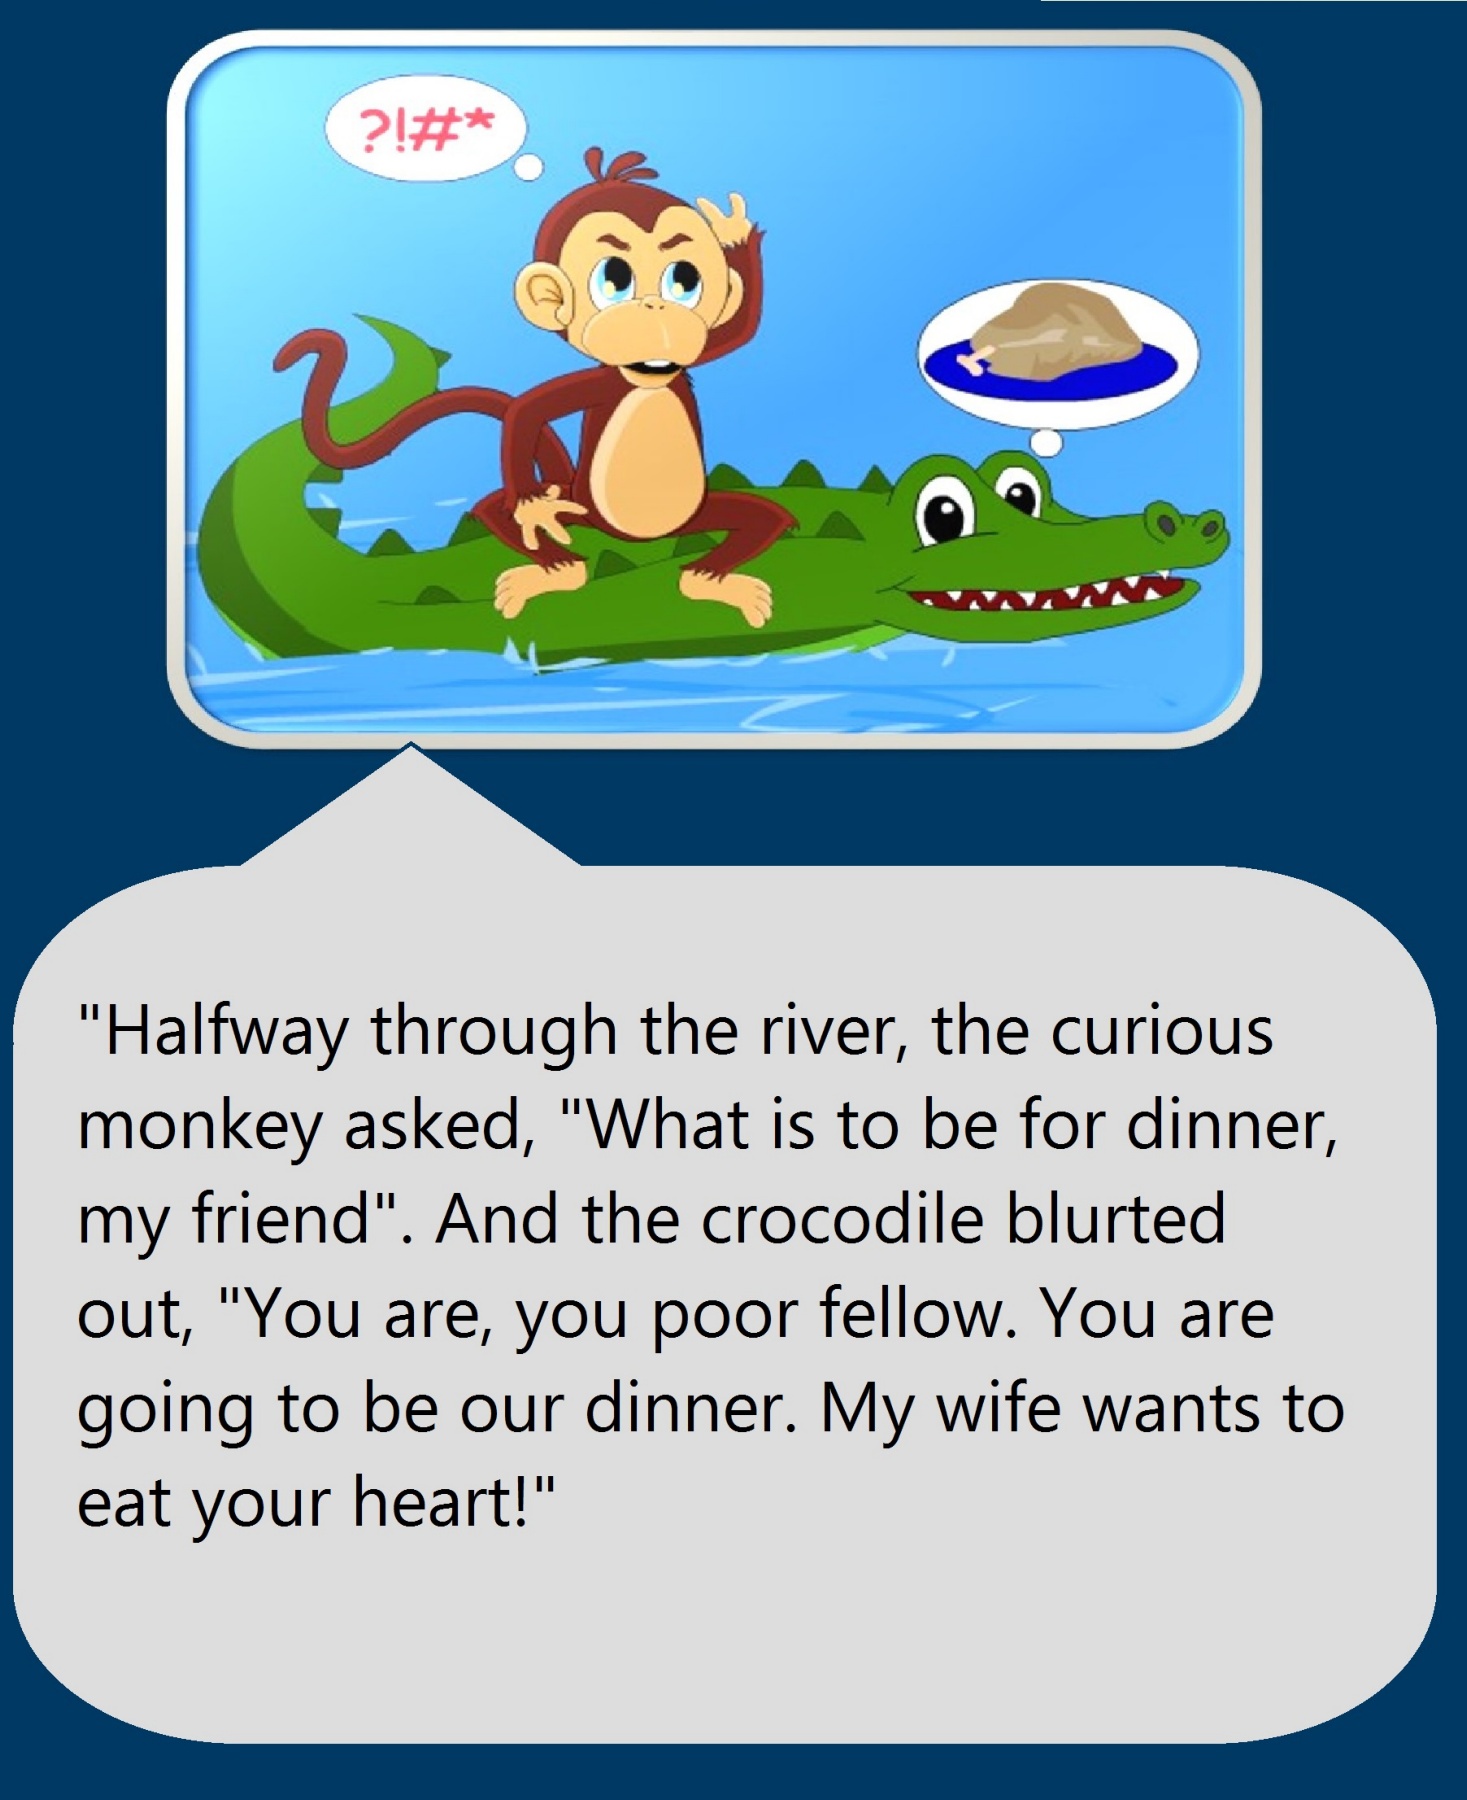 ?!#*
"Halfway through the river, the curious
monkey asked, "What is to be for dinner,
my friend". And the crocodile blurted
out, "You are, you poor fellow. You are
going to be our dinner. My wife wants to
eat your heart!"